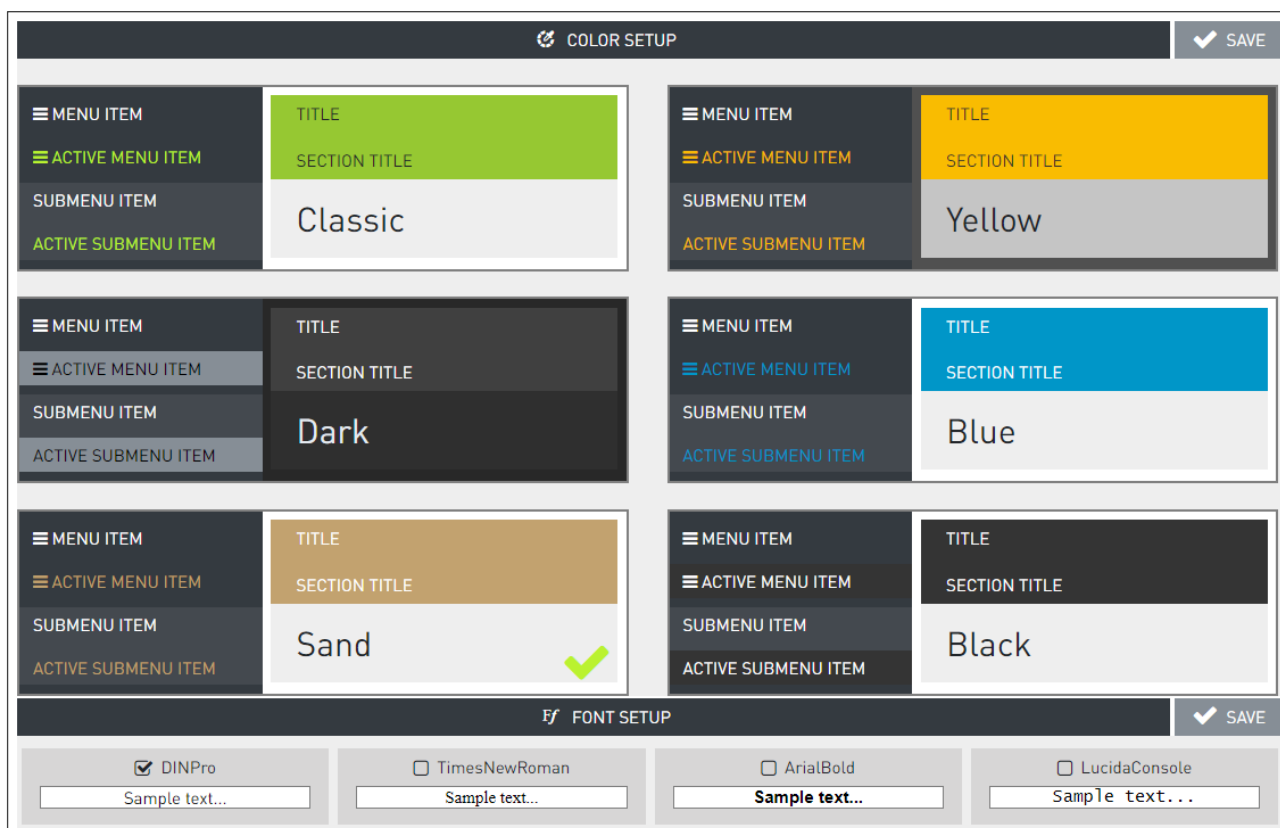 COLOR SETUP
SAVE
MENU ITEM
ACTIVE MENU ITEM
SUBMENU ITEM
ACTIVE SUBMENU ITEM
TITLE
SECTION TITLE
Classic
MENU ITEM
ACTIVE MENU ITEM
SUBMENU ITEM
ACTIVE SUBMENU ITEM
TITLE
SECTION TITLE
Yellow
MENU ITEM
ACTIVE MENU ITEM
SUBMENU ITEM
ACTIVE SUBMENU ITEM
TITLE
SECTION TITLE
Dark
MENU ITEM
ACTIVE MENU ITEM
SUBMENU ITEM
ACTIVE SUBMENU ITEM
TITLE
SECTION TITLE
Blue
MENU ITEM
ACTIVE MENU ITEM
SUBMENU ITEM
ACTIVE SUBMENU ITEM
TITLE
SECTION TITLE
Sand
MENU ITEM
ACTIVE MENU ITEM
SUBMENU ITEM
ACTIVE SUBMENU ITEM
TITLE
SECTION TITLE
Black
Ff FONT SETUP
SAVE
DINPro
Sample text...
TimesNewRoman
Sample text...
ArialBold
Sample text...
LucidaConsole
Sample text...